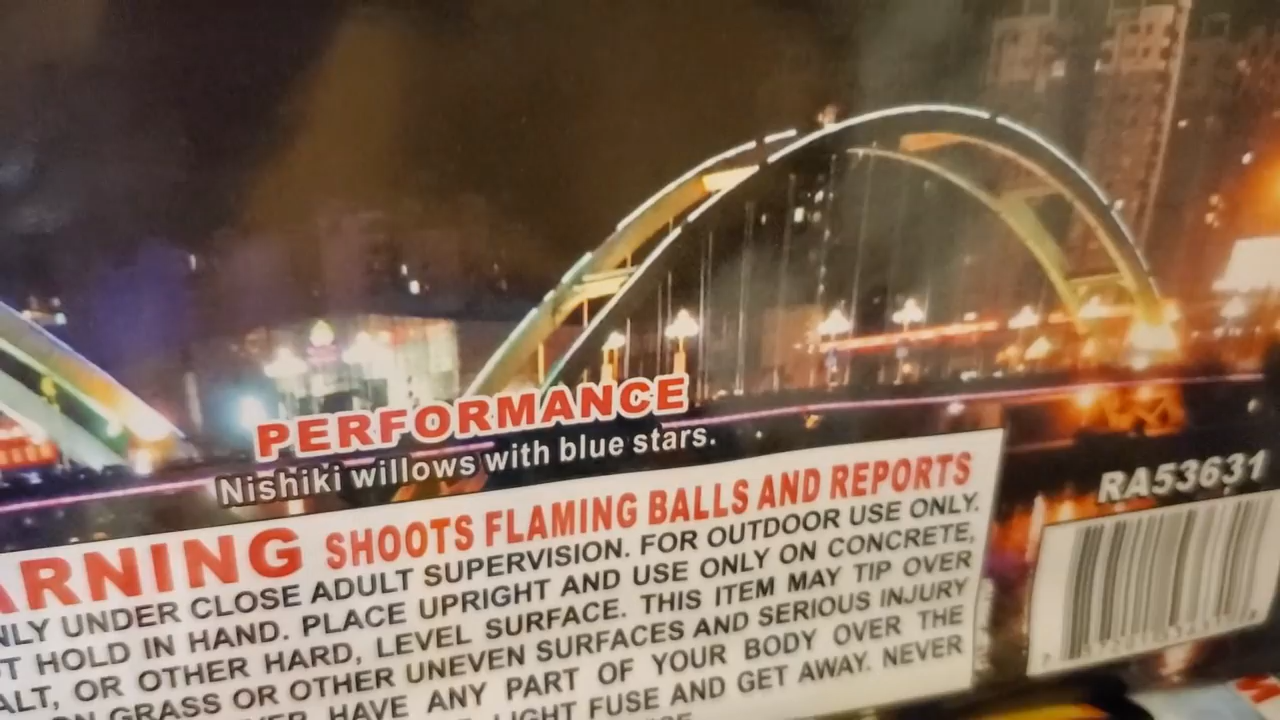 PERFORMANCE
Nishiki willows with blue stars.
RA53631
ARNING SHOOTS FLAMING BALLS AND REPORTS
NLY UNDER CLOSE ADULT SUPERVISION. FOR OUTDOOR USE ONLY.
T HOLD IN HAND. PLACE UPRIGHT AND USE ONLY ON CONCRETE,
ALT, OR OTHER HARD, LEVEL SURFACE. THIS ITEM MAY TIP OVER
ON GRASS OR OTHER UNEVEN SURFACES AND SERIOUS INJURY
VER HAVE ANY PART OF YOUR BODY OVER THE
LIGHT FUSE AND GET AWAY. NEVER